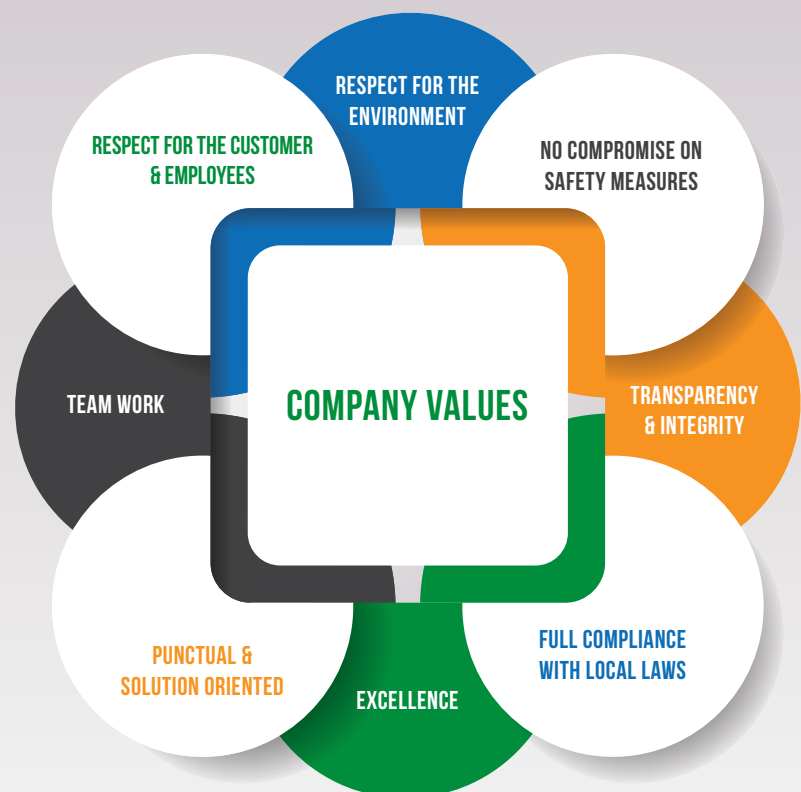 RESPECT FOR THE
ENVIRONMENT
RESPECT FOR THE CUSTOMER
& EMPLOYEES
NO COMPROMISE ON
SAFETY MEASURES
TEAM WORK
COMPANY VALUES
TRANSPARENCY
& INTEGRITY
PUNCTUAL &
SOLUTION ORIENTED
EXCELLENCE
FULL COMPLIANCE
WITH LOCAL LAWS